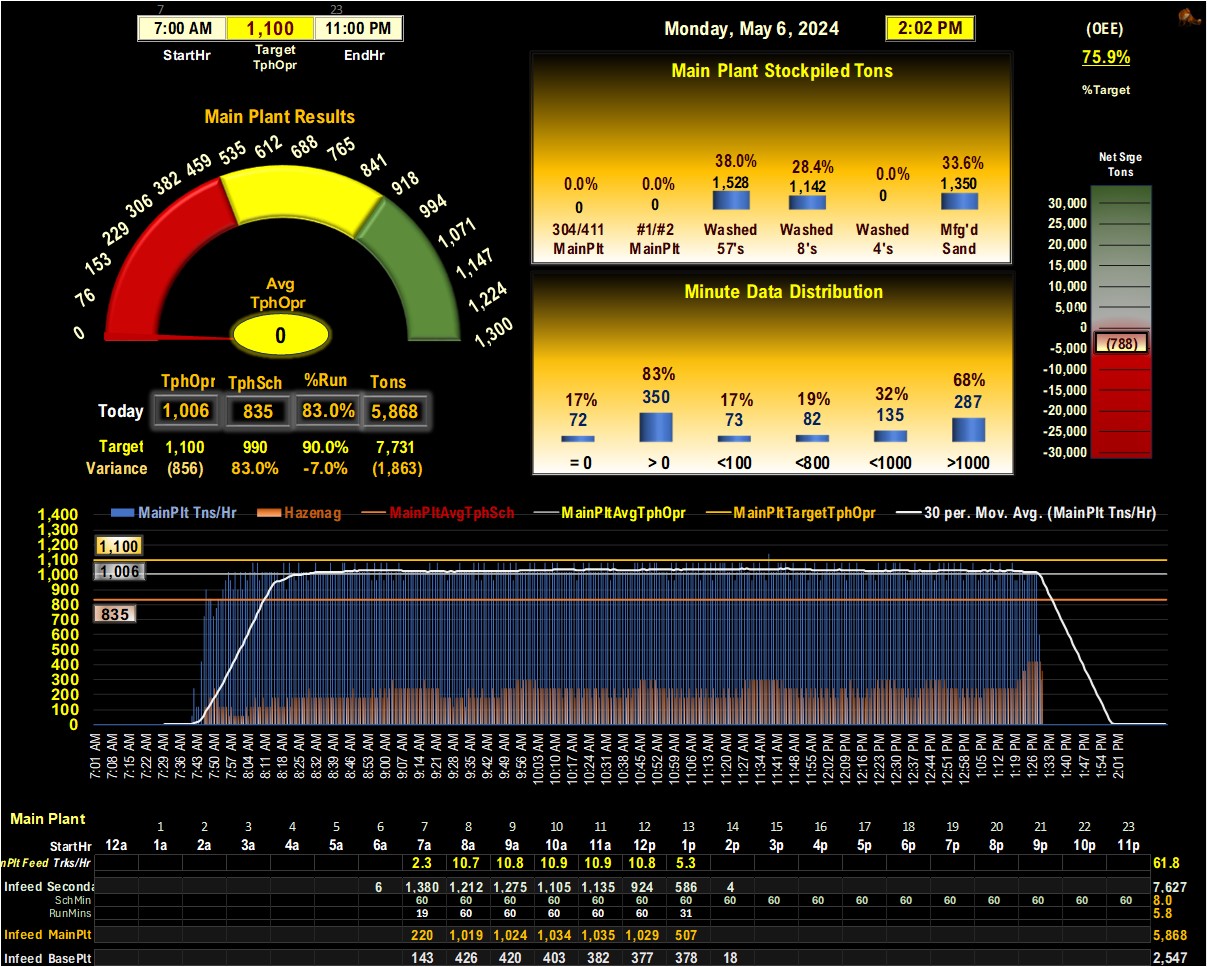 7 23
7:00 AM 1,100 11:00 PM
StartHr Target TphOpr EndHr
Monday, May 6, 2024 2:02 PM
(OEE)
75.9%
%Target
Main Plant Results
0 76 153 229 306 382 459 535 612 688 765 841 918 994 1,071 1,147 1,224 1,300
Avg
TphOpr
0
TphOpr TphSch %Run Tons
Today 1,006 835 83.0% 5,868
Target 1,100 990 90.0% 7,731
Variance (856) 83.0% -7.0% (1,863)
Main Plant Stockpiled Tons
0.0% 0.0% 38.0% 28.4% 0.0% 33.6%
0 0 1,528 1,142 0 1,350
304/411 #1/#2 Washed Washed Washed Mfg'd
MainPlt MainPlt 57's 8's 4's Sand
Minute Data Distribution
17% 83% 17% 19% 32% 68%
72 350 73 82 135 287
= 0 > 0 <100 <800 <1000 >1000
Net Srge
Tons
30,000
25,000
20,000
15,000
10,000
5,000
0
(788)
-5,000
-10,000
-15,000
-20,000
-25,000
-30,000
MainPlt Tns/Hr Hazenag MainPltAvgTphSch MainPltAvgTphOpr MainPltTargetTphOpr 30 per. Mov. Avg. (MainPlt Tns/Hr)
1,400
1,300
1,200
1,100
1,000
900
800
700
600
500
400
300
200
100
0
1,100
1,006
835
7:01 AM 7:08 AM 7:15 AM 7:22 AM 7:29 AM 7:36 AM 7:43 AM 7:50 AM 7:57 AM 8:04 AM 8:11 AM 8:18 AM 8:25 AM 8:32 AM 8:39 AM 8:46 AM 8:53 AM 9:00 AM 9:07 AM 9:14 AM 9:21 AM 9:28 AM 9:35 AM 9:42 AM 9:49 AM 9:56 AM 10:03 AM 10:10 AM 10:17 AM 10:24 AM 10:31 AM 10:38 AM 10:45 AM 10:52 AM 10:59 AM 11:06 AM 11:13 AM 11:20 AM 11:27 AM 11:34 AM 11:41 AM 11:48 AM 11:55 AM 12:02 PM 12:09 PM 12:16 PM 12:23 PM 12:30 PM 12:37 PM 12:44 PM 12:51 PM 12:58 PM 1:05 PM 1:12 PM 1:19 PM 1:26 PM 1:33 PM 1:40 PM 1:47 PM 1:54 PM 2:01 PM
Main Plant
1 2 3 4 5 6 7 8 9 10 11 12 13 14 15 16 17 18 19 20 21 22 23
StartHr 12a 1a 2a 3a 4a 5a 6a 7a 8a 9a 10a 11a 12p 1p 2p 3p 4p 5p 6p 7p 8p 9p 10p 11p
nPlt Feed Trks/Hr 2.3 10.7 10.8 10.9 10.9 10.8 5.3 61.8
Infeed Seconda 6 1,380 1,212 1,275 1,105 1,135 924 586 4 7,627
SchMin 60 60 60 60 60 60 60 60 60 60 60 60 60 60 60 60 60 8.0
RunMins 19 60 60 60 60 60 31 5.8
Infeed MainPlt 220 1,019 1,024 1,034 1,035 1,029 507 5,868
Infeed BasePlt 143 426 420 403 382 377 378 18 2,547